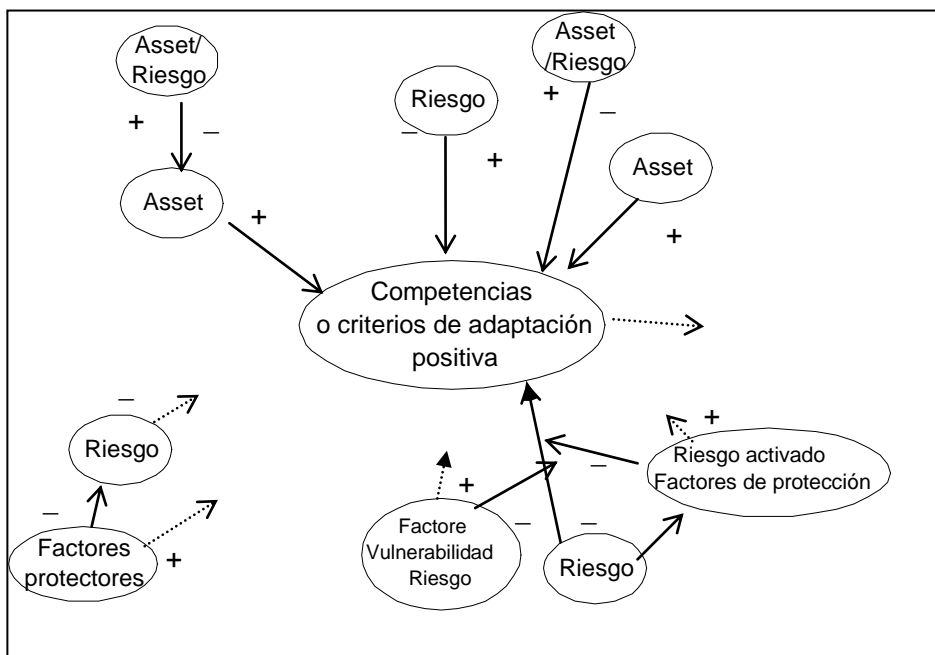 Asset/
Riesgo
+
–
Asset
+
Riesgo
–
+
Asset
/Riesgo
+
–
Asset
+
Competencias
o criterios de adaptación
positiva
–
Riesgo
–
Factores
protectores
+
+
Factore
Vulnerabilidad
Riesgo
–
–
Riesgo
+
–
Riesgo activado
Factores de protección